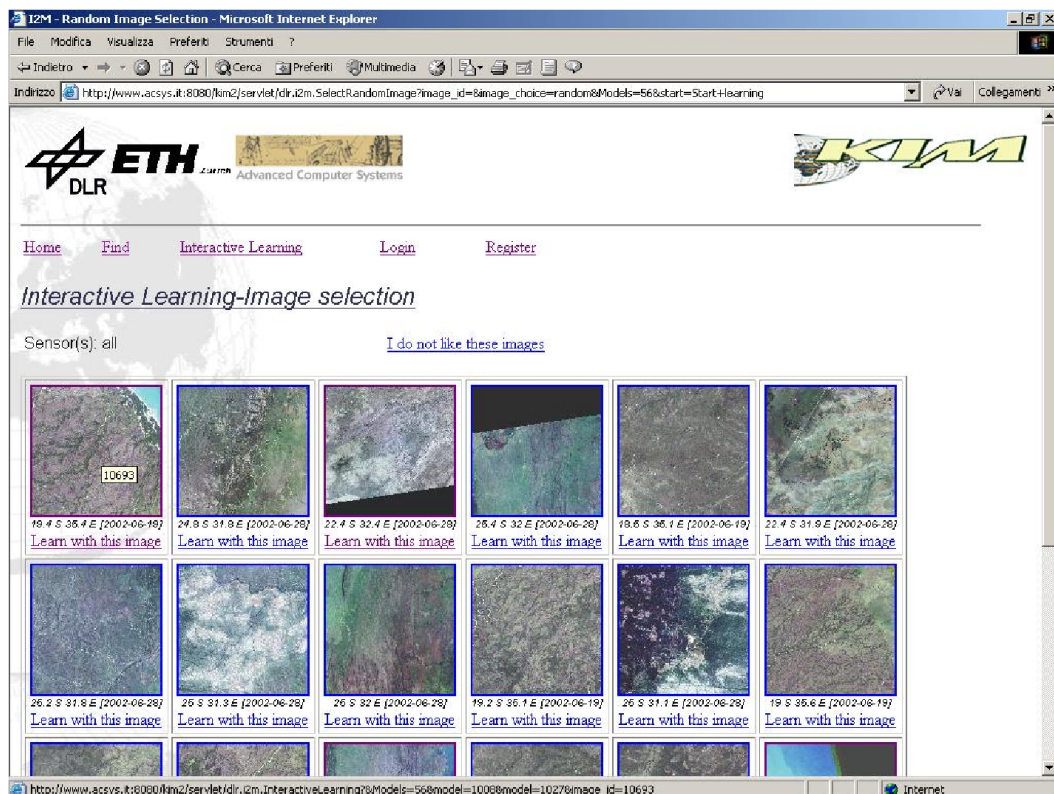 I2M - Random Image Selection - Microsoft Internet Explorer
File Modifica Visualizza Preferiti Strumenti ?
Indietro Cerca Preferiti Multimedia
Indirizzo http://www.acsys.it:8080/kim2/servlet/dlr.i2m.SelectRandomImage?image_id=&image_choice=random&Models=56&start=Start+learning Vai Collegamenti »
DLR ETH Zürich Advanced Computer Systems KIM
Home Find Interactive Learning Login Register
Interactive Learning-Image selection
Sensor(s): all I do not like these images
10693
19.4 S 35.4 E [2002-06-19] 24.8 S 31.8 E [2002-06-28] 22.4 S 32.4 E [2002-06-28] 25.4 S 32 E [2002-06-28] 18.6 S 35.1 E [2002-06-19] 22.4 S 31.9 E [2002-06-28]
Learn with this image Learn with this image Learn with this image Learn with this image Learn with this image Learn with this image
25.2 S 31.8 E [2002-06-28] 25 S 31.3 E [2002-06-28] 25 S 32 E [2002-06-28] 19.2 S 35.1 E [2002-06-19] 25 S 31.1 E [2002-06-28] 19 S 35.6 E [2002-06-19]
Learn with this image Learn with this image Learn with this image Learn with this image Learn with this image Learn with this image
http://www.acsys.it:8080/kim2/servlet/dlr.i2m.InteractiveLearning?&Models=56&model=1008&model=1027&image_id=10693 Internet